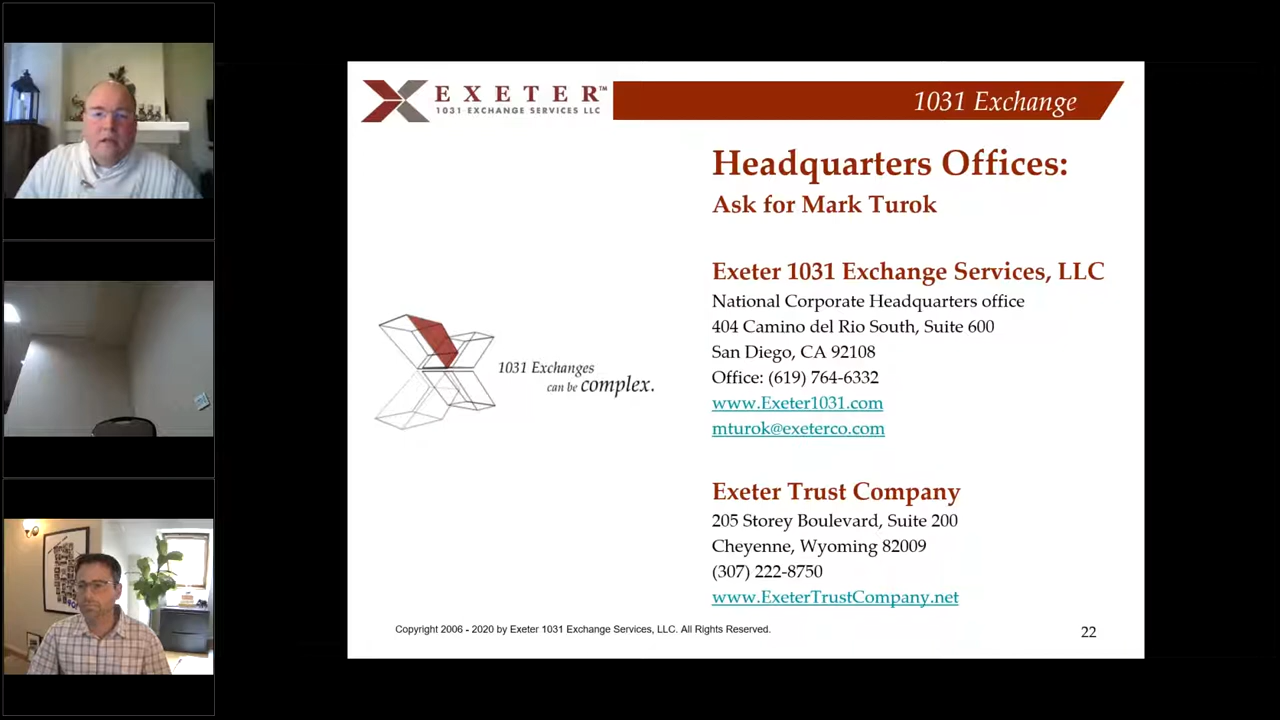 EXETER™
1031 EXCHANGE SERVICES LLC
1031 Exchange
Headquarters Offices:
Ask for Mark Turok
Exeter 1031 Exchange Services, LLC
National Corporate Headquarters office
404 Camino del Rio South, Suite 600
San Diego, CA 92108
Office: (619) 764-6332
www.Exeter1031.com
mturok@exeterco.com
1031 Exchanges
can be complex.
Exeter Trust Company
205 Storey Boulevard, Suite 200
Cheyenne, Wyoming 82009
(307) 222-8750
www.ExeterTrustCompany.net
Copyright 2006 - 2020 by Exeter 1031 Exchange Services, LLC. All Rights Reserved.
22